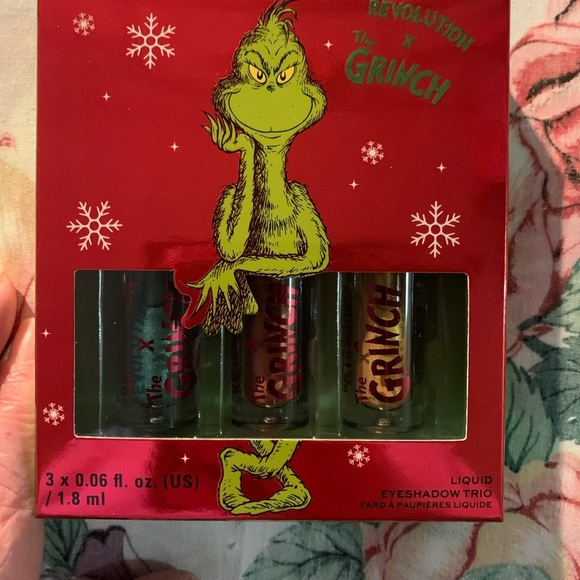 REVOLUTION
X
The
GRINCH
X
The
GRINCH
X
The
GRINCH
X
The
GRINCH
3 x 0.06 fl. oz. (US)
/ 1.8 ml
LIQUID
EYESHADOW TRIO
FARD À PAUPIÈRES LIQUIDE